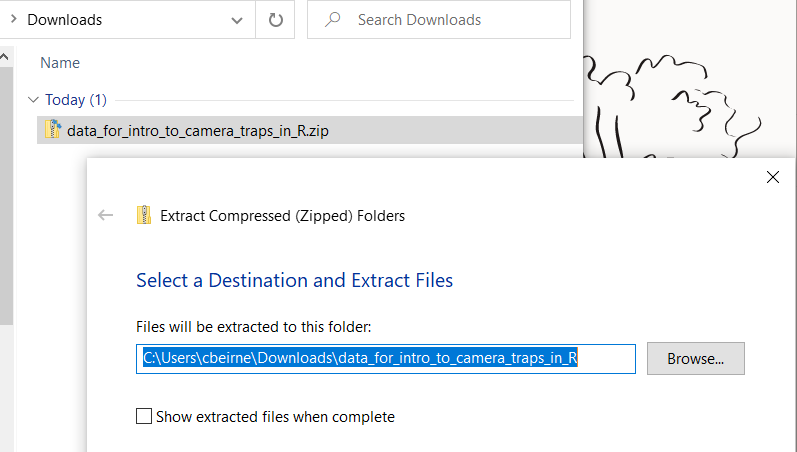 Downloads
Search Downloads
Name
Today (1)
data_for_intro_to_camera_traps_in_R.zip
Extract Compressed (Zipped) Folders
Select a Destination and Extract Files
Files will be extracted to this folder:
C:\Users\cbeirne\Downloads\data_for_intro_to_camera_traps_in_R
Browse...
Show extracted files when complete